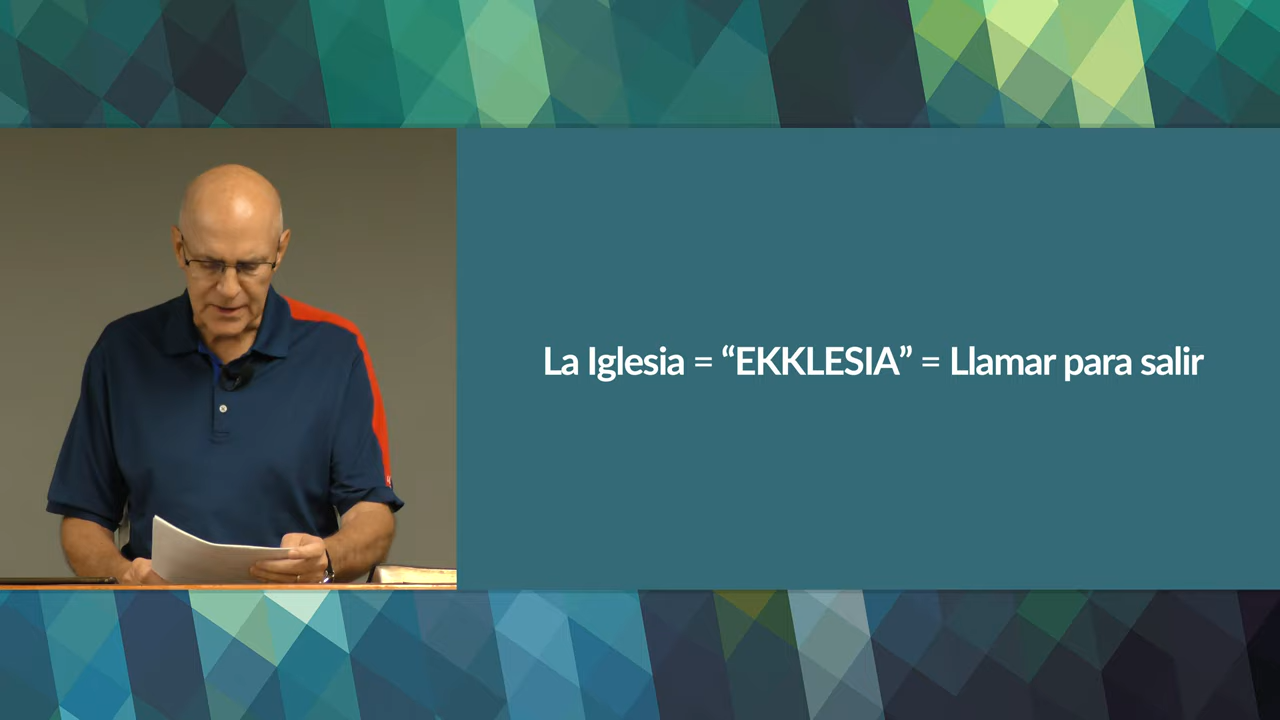 La Iglesia = “EKKLESIA” = Llamar para salir